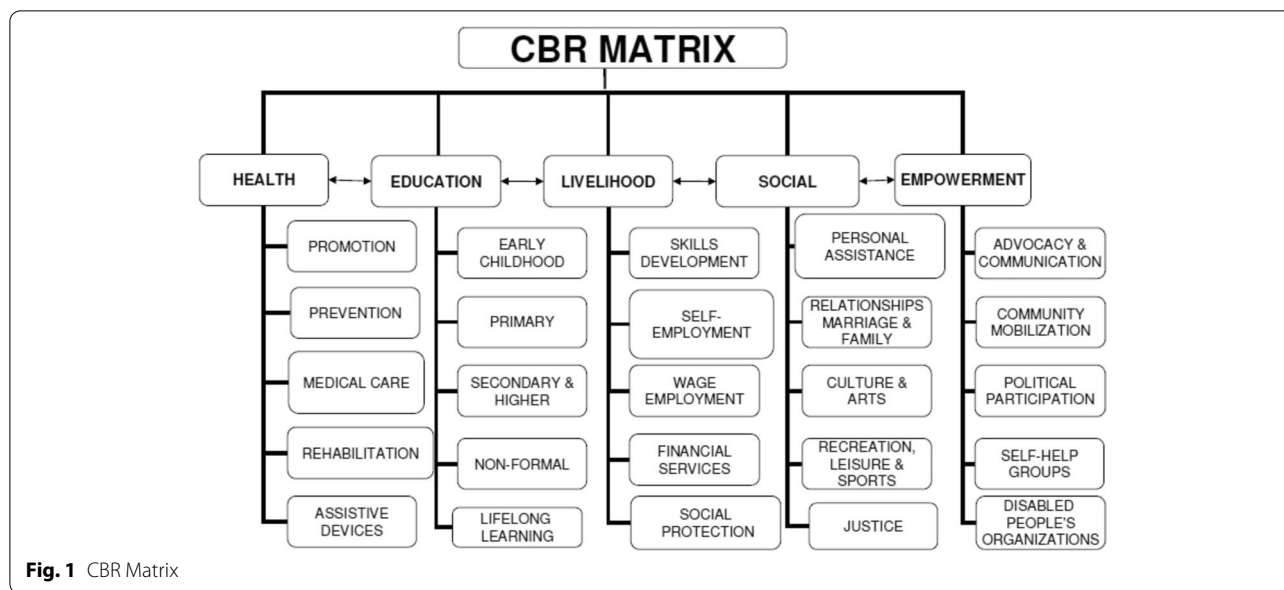 CBR MATRIX
HEALTH
EDUCATION
LIVELIHOOD
SOCIAL
EMPOWERMENT
PROMOTION
PREVENTION
MEDICAL CARE
REHABILITATION
ASSISTIVE
DEVICES
EARLY
CHILDHOOD
PRIMARY
SECONDARY &
HIGHER
NON-FORMAL
LIFELONG
LEARNING
SKILLS
DEVELOPMENT
SELF-
EMPLOYMENT
WAGE
EMPLOYMENT
FINANCIAL
SERVICES
SOCIAL
PROTECTION
PERSONAL
ASSISTANCE
RELATIONSHIPS
MARRIAGE &
FAMILY
CULTURE &
ARTS
RECREATION,
LEISURE &
SPORTS
JUSTICE
ADVOCACY &
COMMUNICATION
COMMUNITY
MOBILIZATION
POLITICAL
PARTICIPATION
SELF-HELP
GROUPS
DISABLED
PEOPLE'S
ORGANIZATIONS
Fig. 1 CBR Matrix